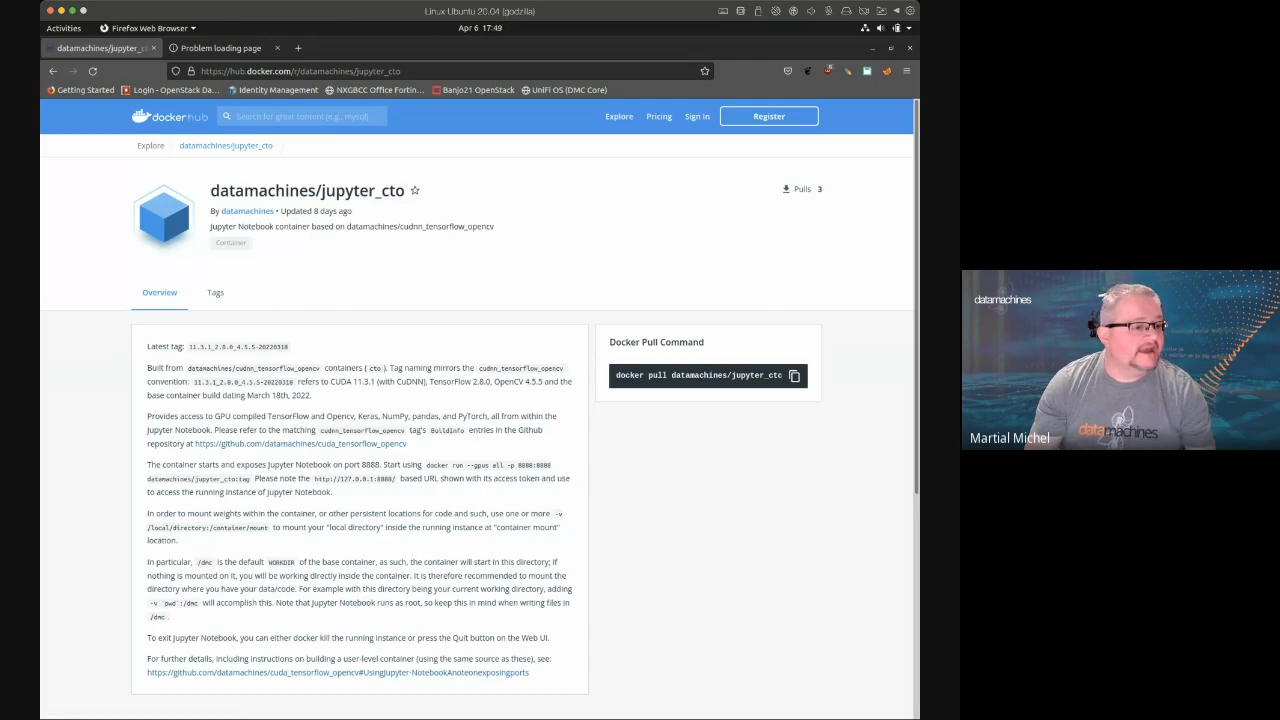 Linux Ubuntu 20.04 (godzilla)
Activities
Firefox Web Browser
Apr 6 17:49
datamachines/jupyter_ct
Problem loading page
https://hub.docker.com/r/datamachines/jupyter_cto
Getting Started
Login - OpenStack Da...
Identity Management
NXGBCC Office Fortin...
Banjo21 OpenStack
UniFi OS (DMC Core)
dockerhub
Search for great content (e.g., mysql)
Explore
Pricing
Sign In
Register
Explore
datamachines/jupyter_cto
datamachines/jupyter_cto
Pulls 3
By datamachines • Updated 8 days ago
Jupyter Notebook container based on datamachines/cudnn_tensorflow_opencv
Container
Overview
Tags
Latest tag: 11.3.1_2.8.0_4.5.5-20220318
Built from datamachines/cudnn_tensorflow_opencv containers ( cto ). Tag naming mirrors the cudnn_tensorflow_opencv
convention: 11.3.1_2.8.0_4.5.5-20220318 refers to CUDA 11.3.1 (with CuDNN), TensorFlow 2.8.0, OpenCV 4.5.5 and the
base container build dating March 18th, 2022.
Provides access to GPU compiled TensorFlow and Opencv, Keras, NumPy, pandas, and PyTorch, all from within the
Jupyter Notebook. Please refer to the matching cudnn_tensorflow_opencv tag's BuildInfo entries in the Github
repository at https://github.com/datamachines/cuda_tensorflow_opencv
The container starts and exposes Jupyter Notebook on port 8888. Start using docker run --gpus all -p 8888:8888
datamachines/jupyter_cto:tag Please note the http://127.0.0.1:8888/ based URL shown with its access token and use
to access the running instance of Jupyter Notebook.
In order to mount weights within the container, or other persistent locations for code and such, use one or more -v
/local/directory:/container/mount to mount your "local directory" inside the running instance at "container mount"
location.
In particular, /dmc is the default WORKDIR of the base container, as such, the container will start in this directory; if
nothing is mounted on it, you will be working directly inside the container. It is therefore recommended to mount the
directory where you have your data/code. For example with this directory being your current working directory, adding
-v `pwd`:/dmc will accomplish this. Note that Jupyter Notebook runs as root, so keep this in mind when writing files in
/dmc .
To exit Jupyter Notebook, you can either docker kill the running instance or press the Quit button on the Web UI.
For further details, including instructions on building a user-level container (using the same source as these), see:
https://github.com/datamachines/cuda_tensorflow_opencv#UsingJupyter-NotebookAnoteonexposingports
Docker Pull Command
docker pull datamachines/jupyter_cto
datamachines
datamachines
Martial Michel